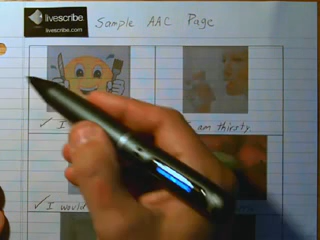 livescribe
livescribe.com
Sample AAC Page
✓ I
am thirsty.
✓ I would